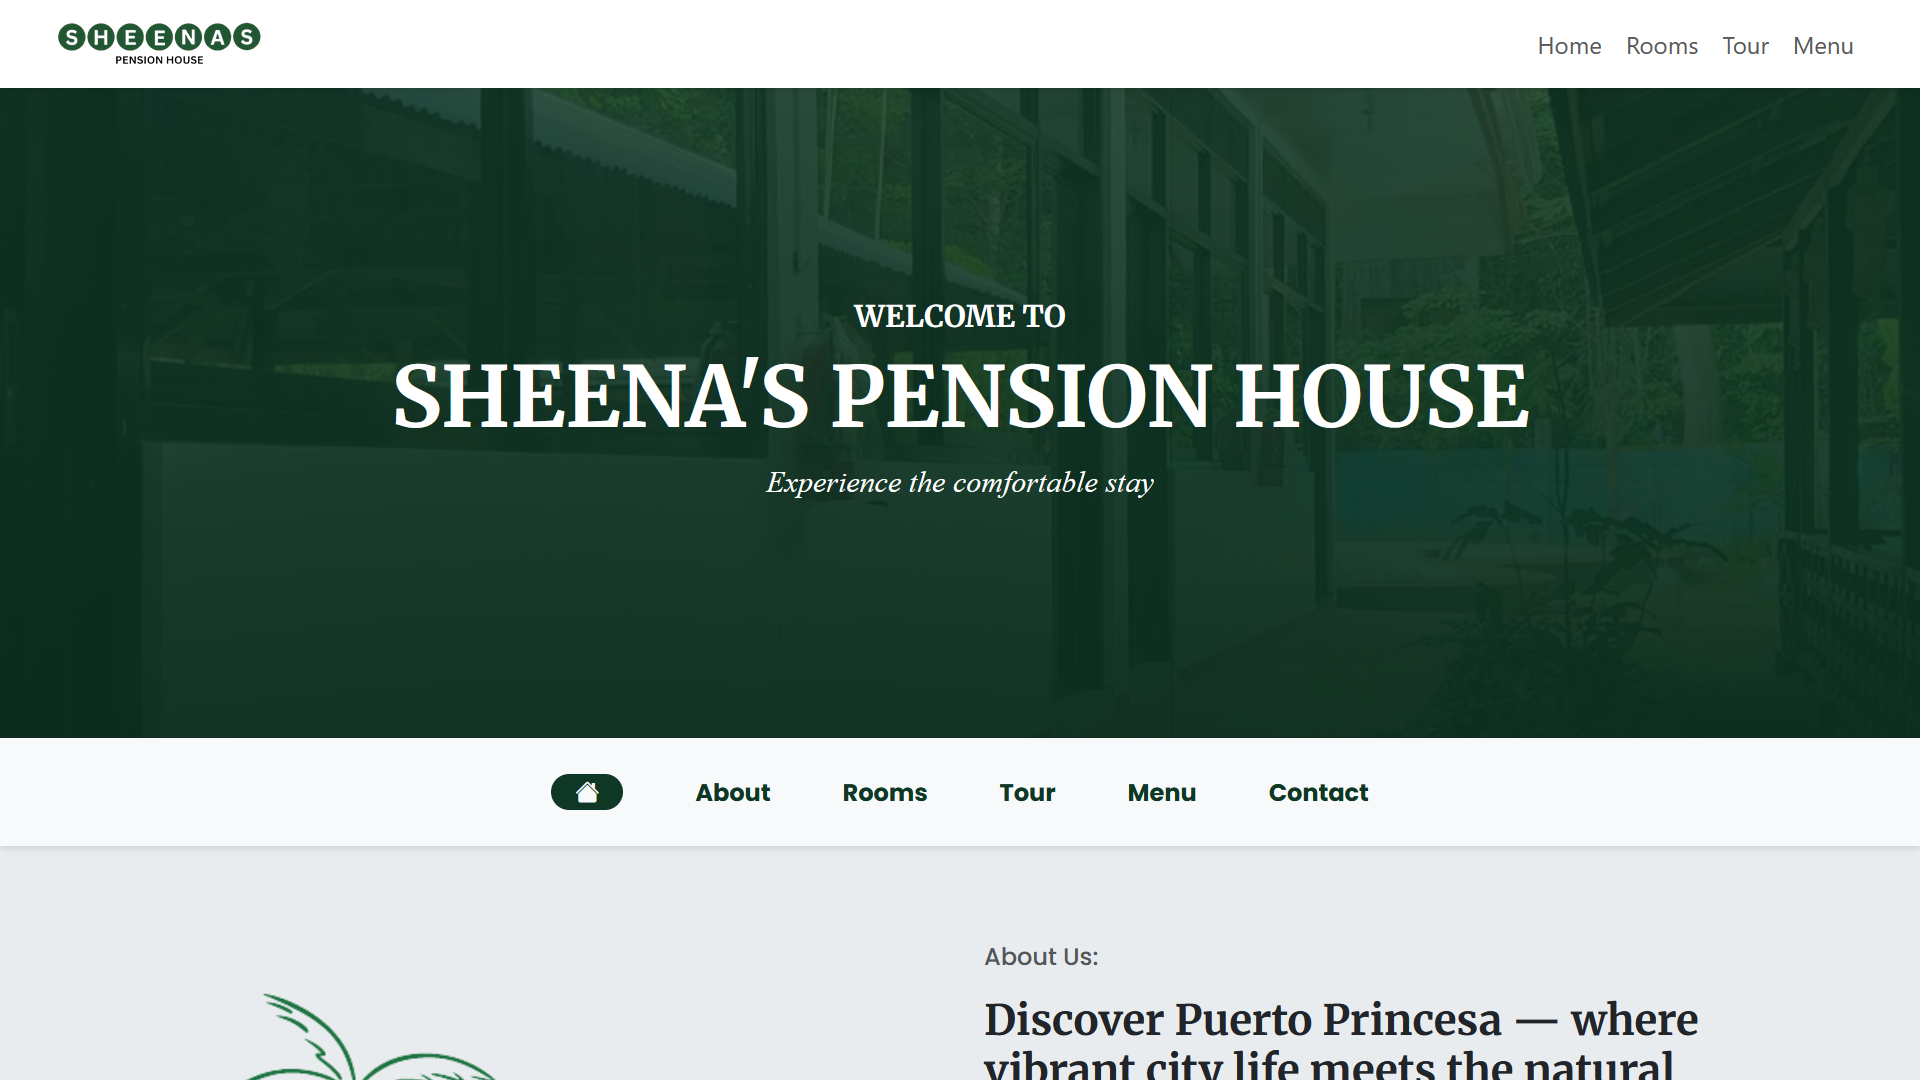 SHEENAS
PENSION HOUSE
Home Rooms Tour Menu
WELCOME TO
SHEENA'S PENSION HOUSE
Experience the comfortable stay
About Rooms Tour Menu Contact
About Us:
Discover Puerto Princesa — where
vibrant city life meets the natural